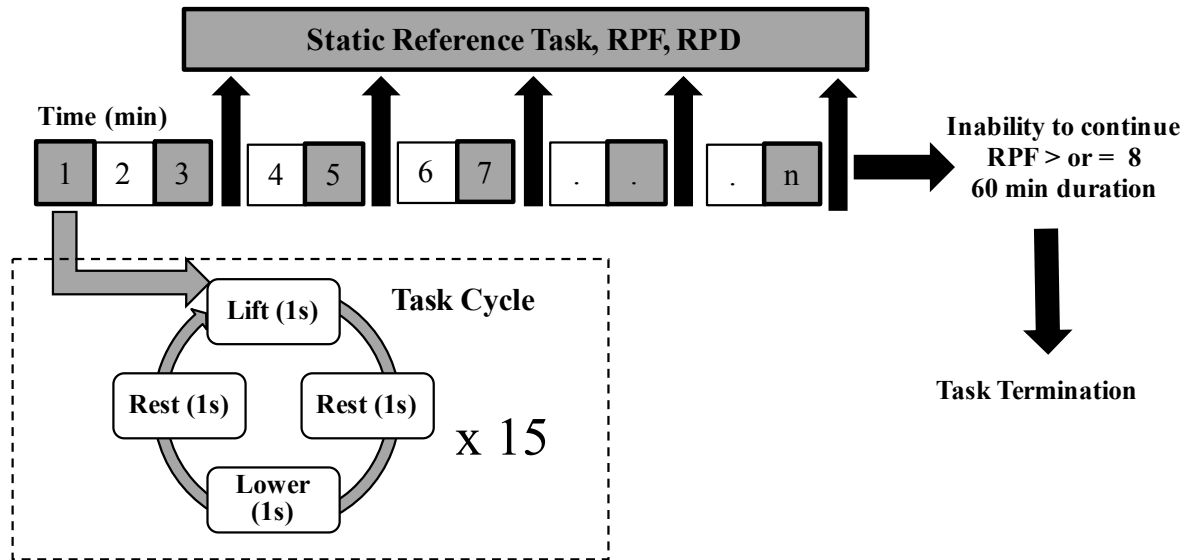 Static Reference Task, RPF, RPD
Time (min)
1 2 3 4 5 6 7 . . . n
Inability to continue
RPF > or = 8
60 min duration
Task Cycle
Lift (1s)
Rest (1s) Rest (1s)
x 15
Lower
(1s)
Task Termination